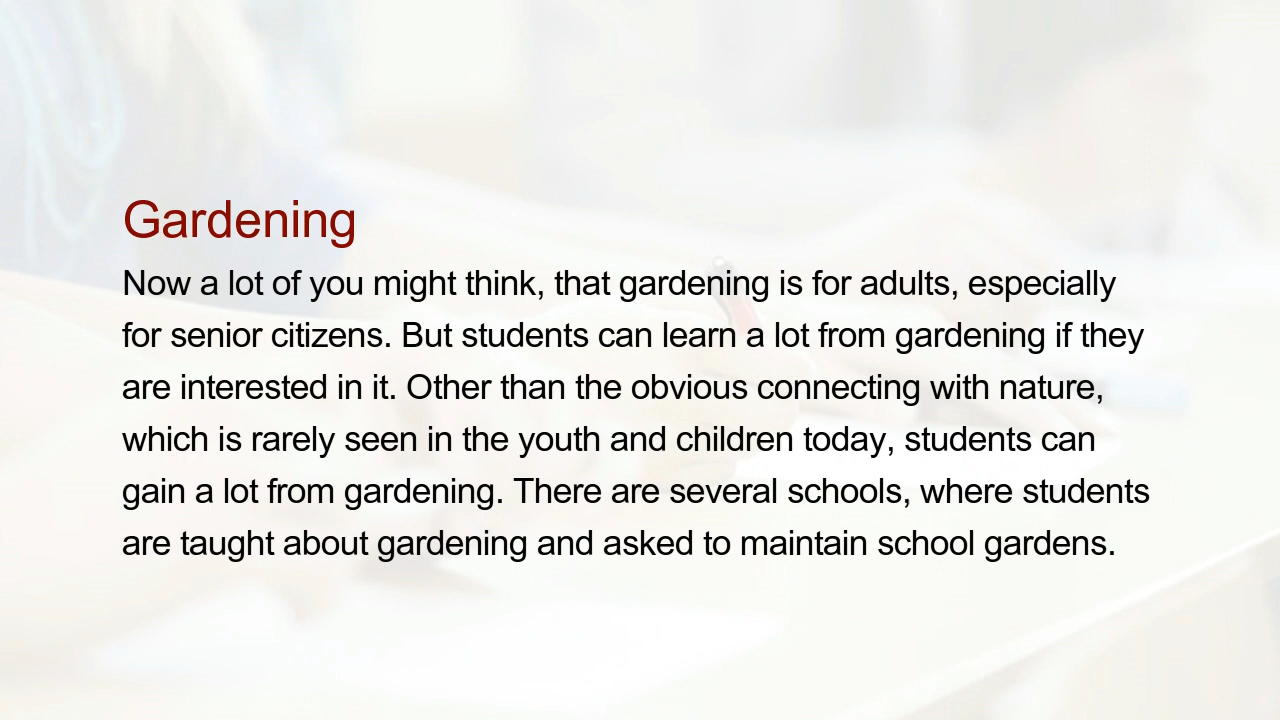 Gardening
Now a lot of you might think, that gardening is for adults, especially
for senior citizens. But students can learn a lot from gardening if they
are interested in it. Other than the obvious connecting with nature,
which is rarely seen in the youth and children today, students can
gain a lot from gardening. There are several schools, where students
are taught about gardening and asked to maintain school gardens.